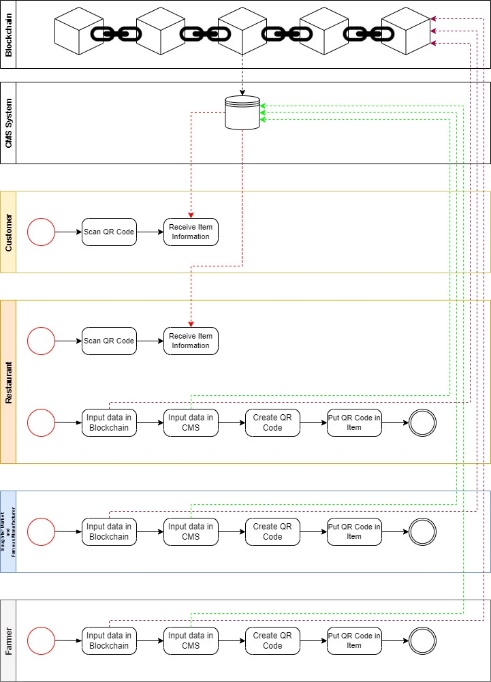 Blockchain
CMS System
Customer
Scan QR Code
Receive Item
Information
Restaurant
Scan QR Code
Receive Item
Information
Input data in
Blockchain
Input data in
CMS
Create QR
Code
Put QR Code in
Item
and
Input data in
Blockchain
Input data in
CMS
Create QR
Code
Put QR Code in
Item
Farmer
Input data in
Blockchain
Input data in
CMS
Create QR
Code
Put QR Code in
Item